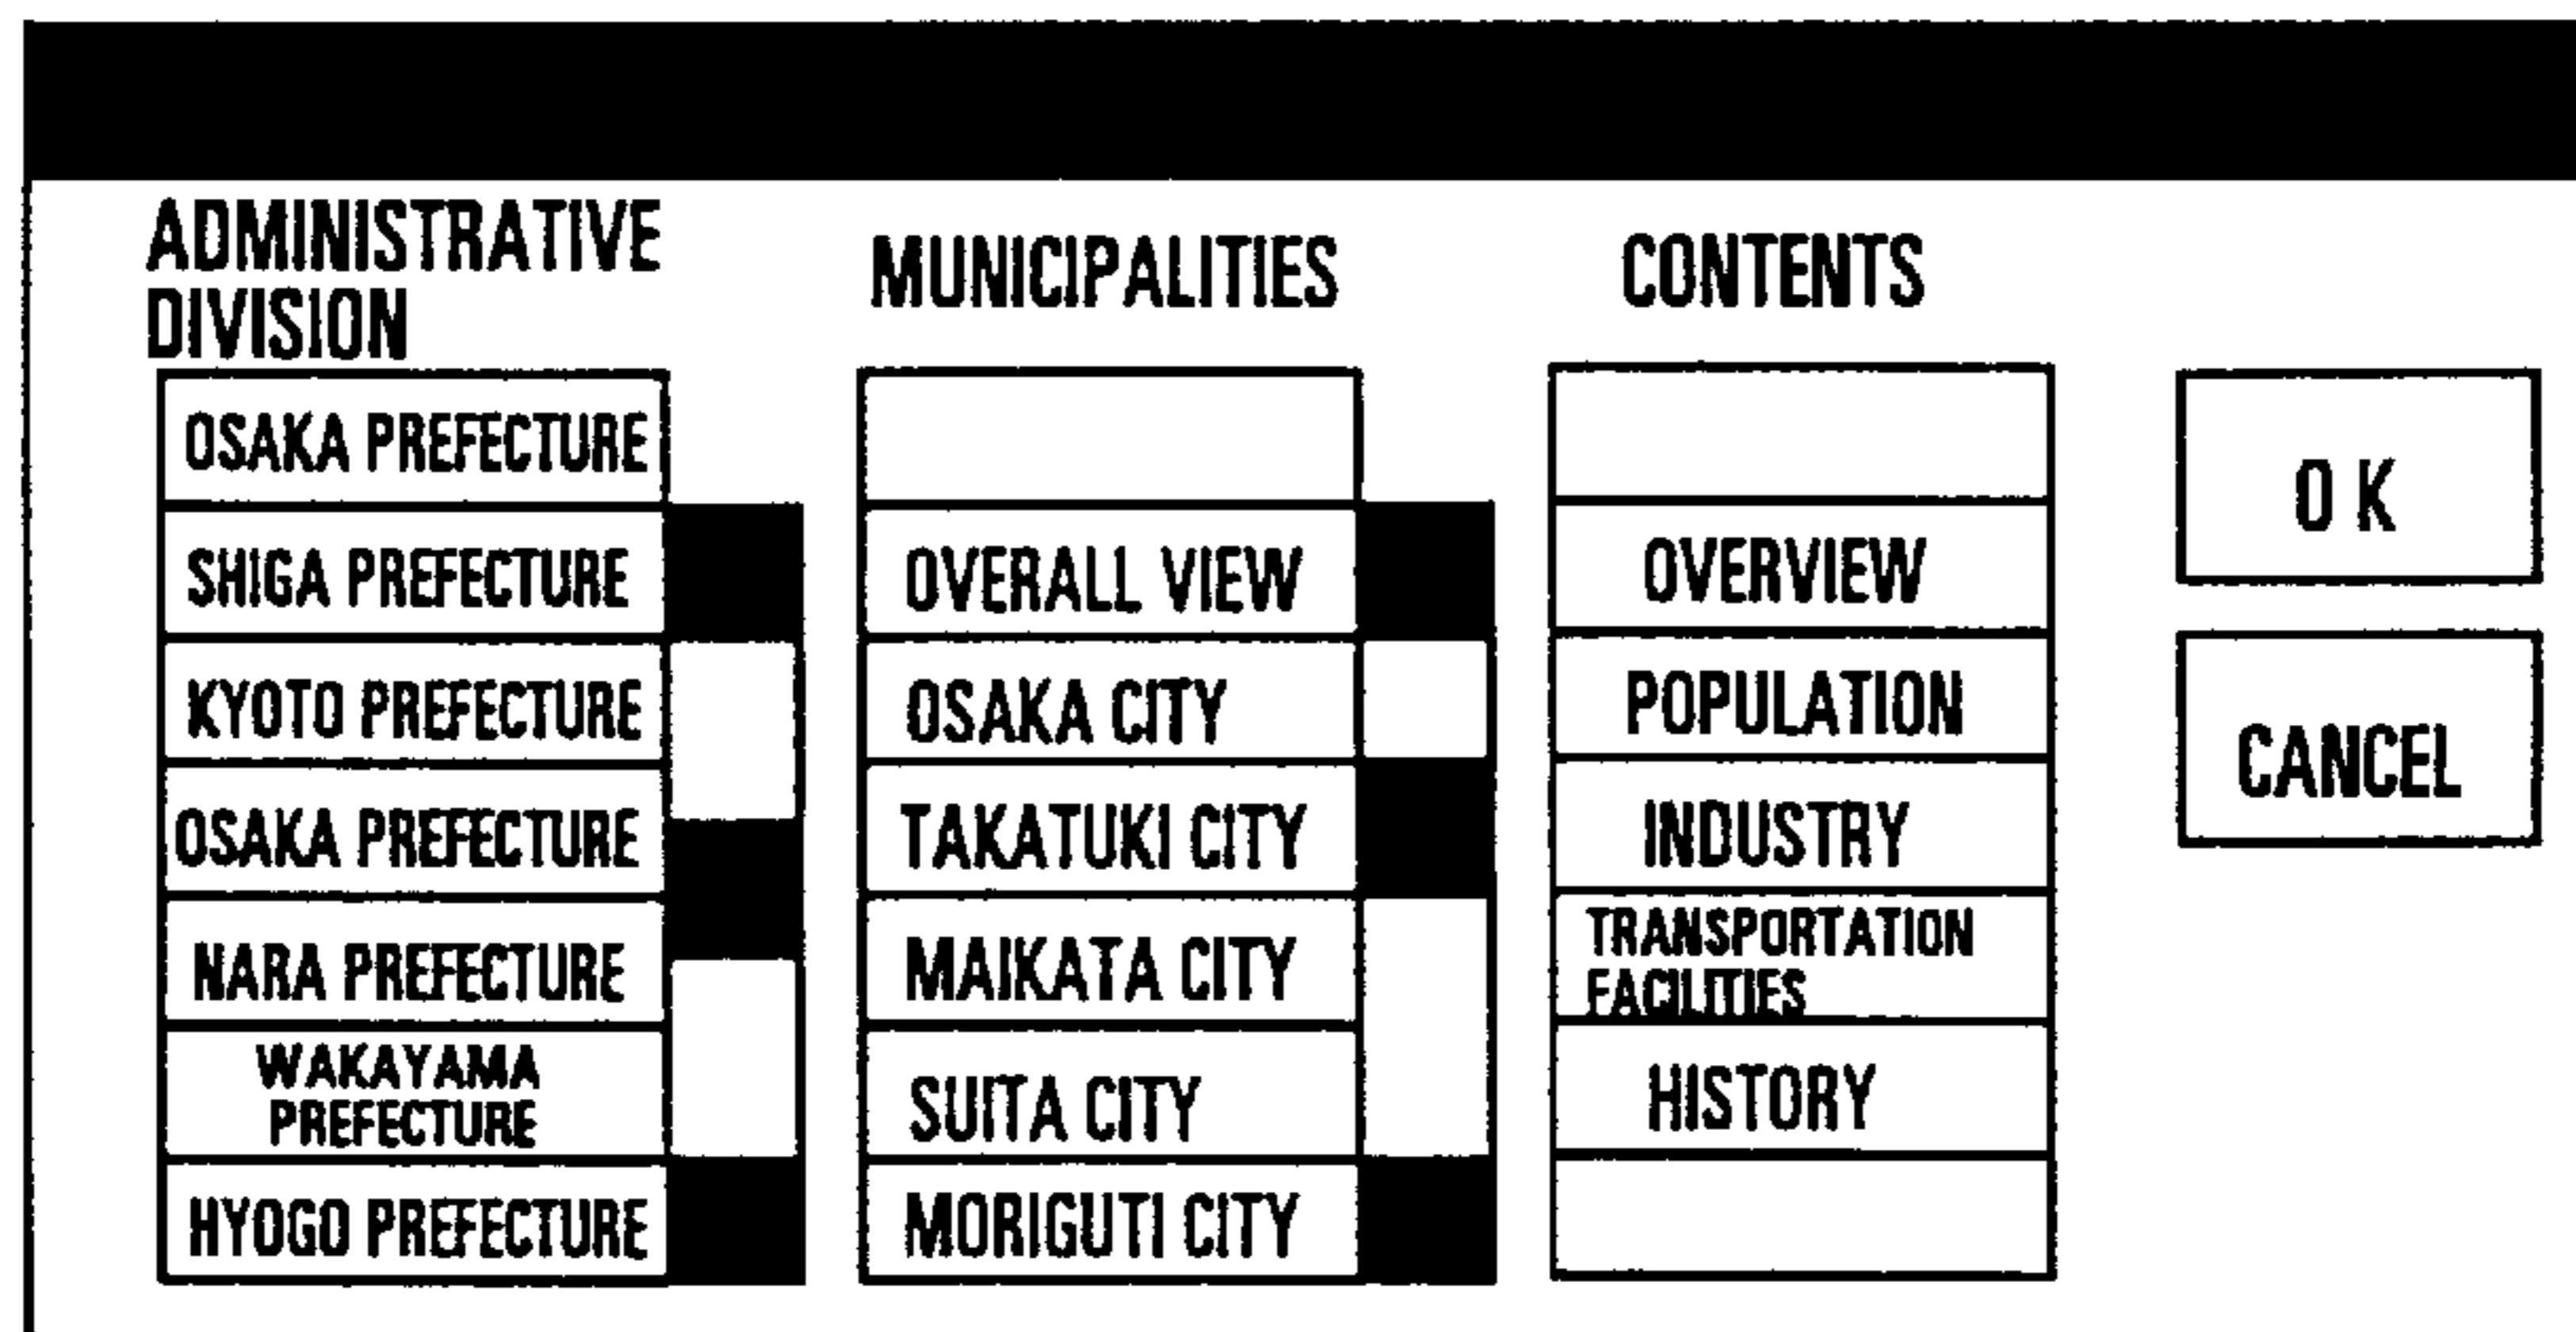 ADMINISTRATIVE
DIVISION
OSAKA PREFECTURE
SHIGA PREFECTURE
KYOTO PREFECTURE
OSAKA PREFECTURE
NARA PREFECTURE
WAKAYAMA
PREFECTURE
HYOGO PREFECTURE
MUNICIPALITIES
OVERALL VIEW
OSAKA CITY
TAKATUKI CITY
MAIKATA CITY
SUITA CITY
MORIGUTI CITY
CONTENTS
OVERVIEW
POPULATION
INDUSTRY
TRANSPORTATION
FACILITIES
HISTORY
OK
CANCEL